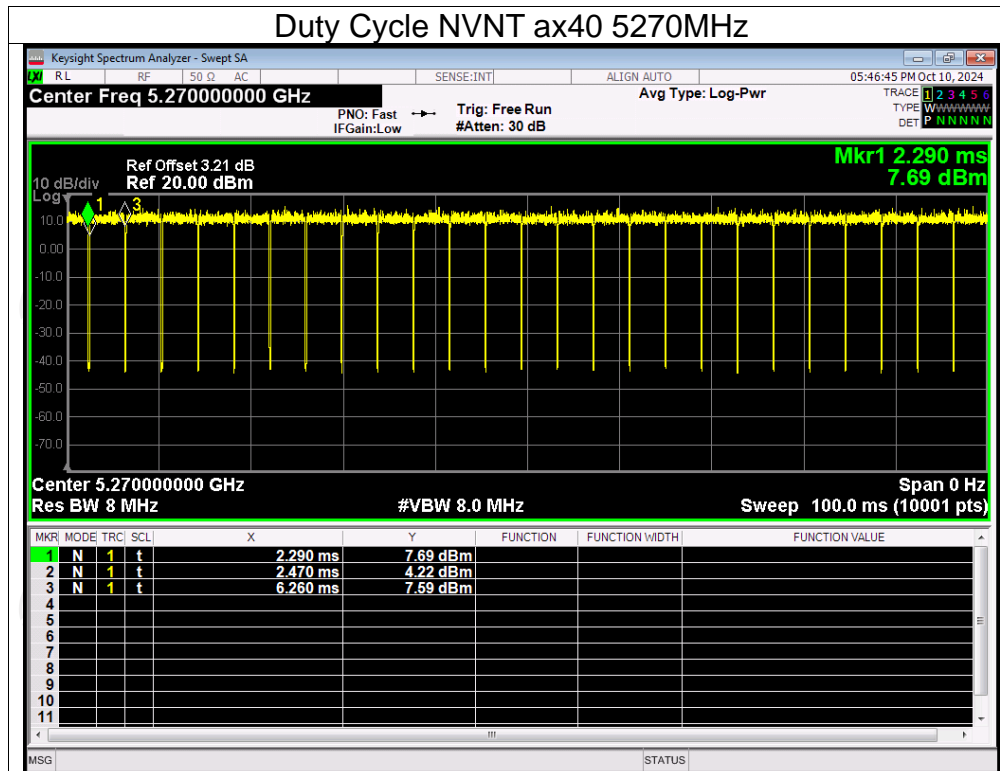 Duty Cycle NVNT ax40 5270MHz
Keysight Spectrum Analyzer - Swept SA
LXI RL RF 50 Ω AC SENSE:INT ALIGN AUTO 05:46:45 PM Oct 10, 2024
Center Freq 5.270000000 GHz
PNO: Fast
IFGain:Low
Trig: Free Run
#Atten: 30 dB
Avg Type: Log-Pwr
TRACE 1 2 3 4 5 6
TYPE WWWWWW
DET P N N N N N
Mkr1 2.290 ms
7.69 dBm
Ref Offset 3.21 dB
10 dB/div Ref 20.00 dBm
Log
1 3
10.0
0.00
-10.0
-20.0
-30.0
-40.0
-50.0
-60.0
-70.0
Center 5.270000000 GHz Span 0 Hz
Res BW 8 MHz #VBW 8.0 MHz Sweep 100.0 ms (10001 pts)
MKR MODE TRC SCL X Y FUNCTION FUNCTION WIDTH FUNCTION VALUE
1 N 1 t 2.290 ms 7.69 dBm
2 N 1 t 2.470 ms 4.22 dBm
3 N 1 t 6.260 ms 7.59 dBm
4
5
6
7
8
9
10
11
MSG STATUS